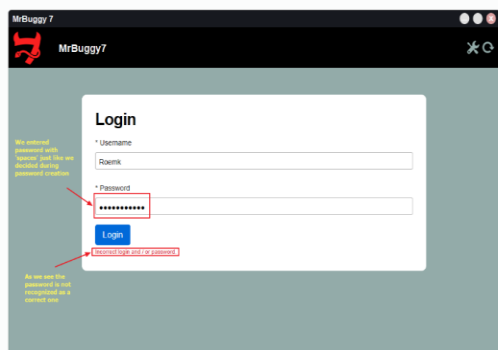 MrBuggy 7
MrBuggy7
Login
* Username
Roemk
* Password
•••••••••••
Login
Incorrect login and / or password
We entered
password with
'spaces' just like we
decided during
password creation
As we see the
password is not
recognized as a
correct one